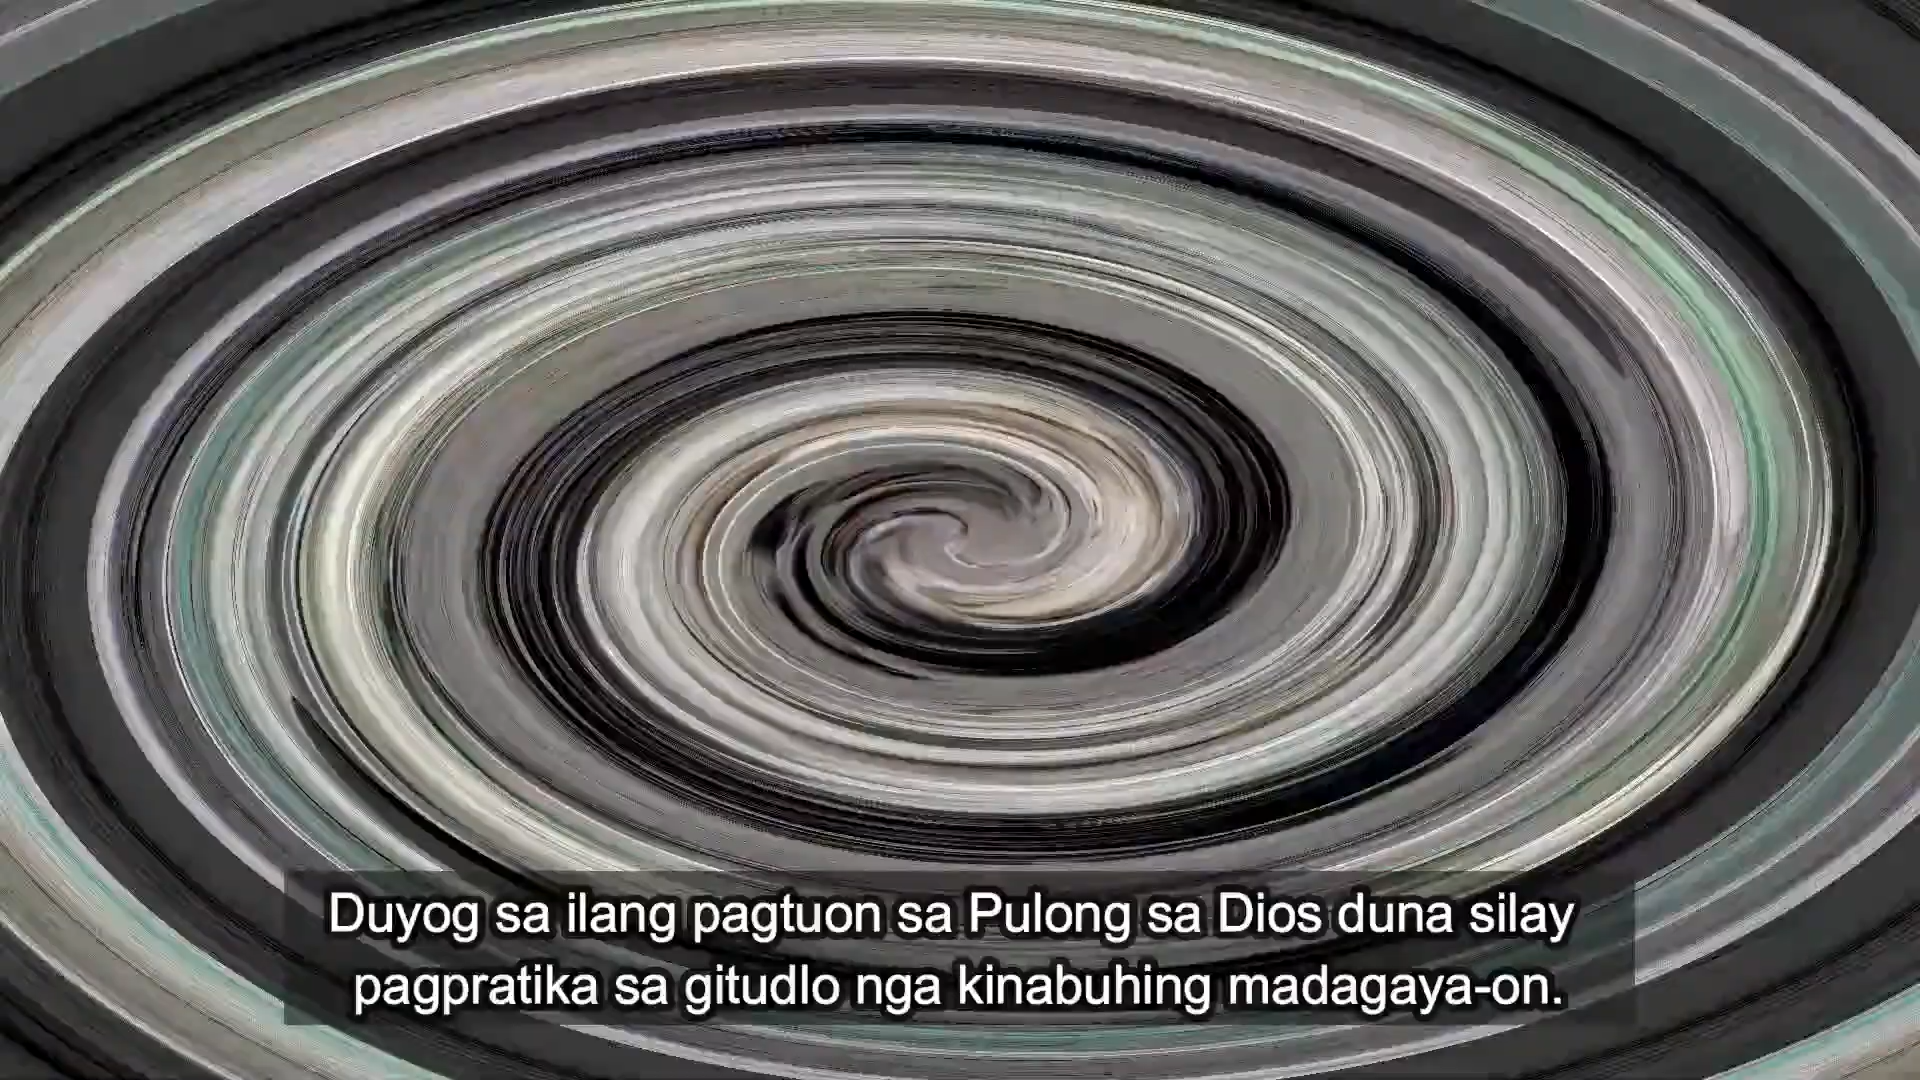 Duyog sa ilang pagtuon sa Pulong sa Dios duna silay
pagpratika sa gitudlo nga kinabuhing madagaya-on.